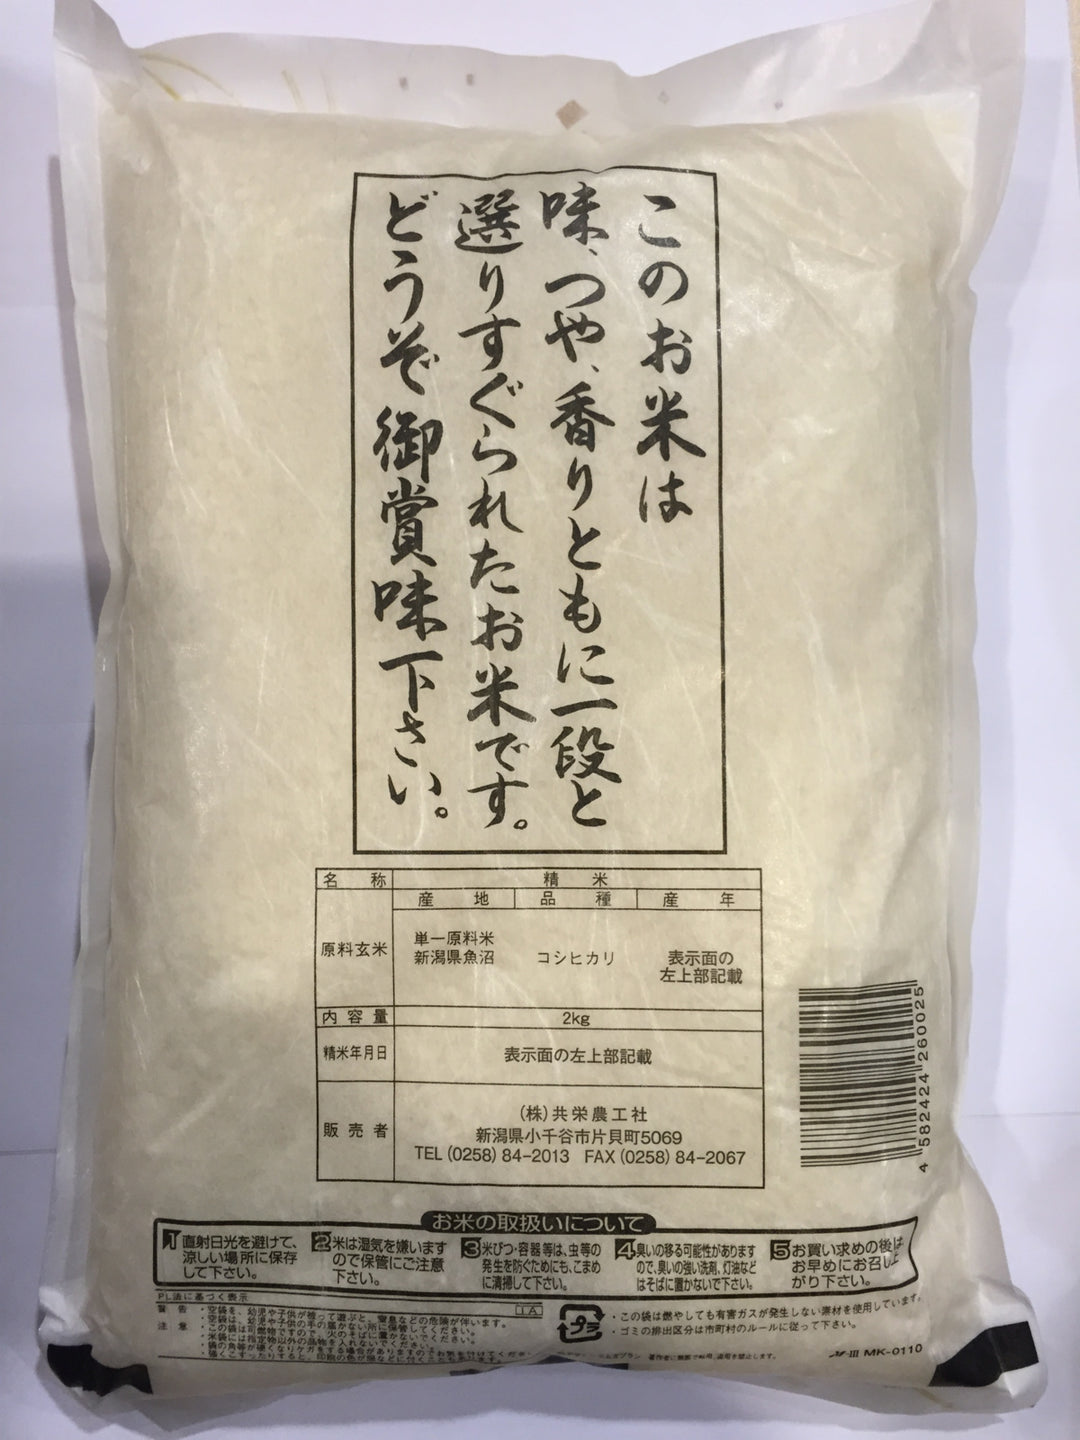 このお米は
味、つや、香りともに一段と
選りすぐられたお米です。
どうぞ御賞味下さい。
名称 精米
産地 品種 産年
原料玄米
単一原料米
新潟県魚沼
コシヒカリ
表示面の
左上部記載
内容量 2kg
精米年月日 表示面の左上部記載
販売者
(株)共栄農工社
新潟県小千谷市片貝町5069
TEL(0258)84-2013 FAX(0258)84-2067
4 582424 260025
お米の取扱いについて
1 直射日光を避けて、
涼しい場所に保存
して下さい。
2 米は湿気を嫌います
ので保管にご注意
下さい。
3 米びつ・容器等は、虫等の
発生を防ぐためにも、こまめ
に清掃して下さい。
4 臭いの移る可能性があります
ので、臭いの強い洗剤、灯油など
はそばに置かないで下さい。
5 お買い求めの後は
お早めにお召し上
がり下さい。
PL法に基づく表示
警告
注意
IA
プラ
・この袋は燃やしても有害ガスが発生しない素材を使用しています。
・ゴミの排出区分は市町村のルールに従って下さい。
MK-0110